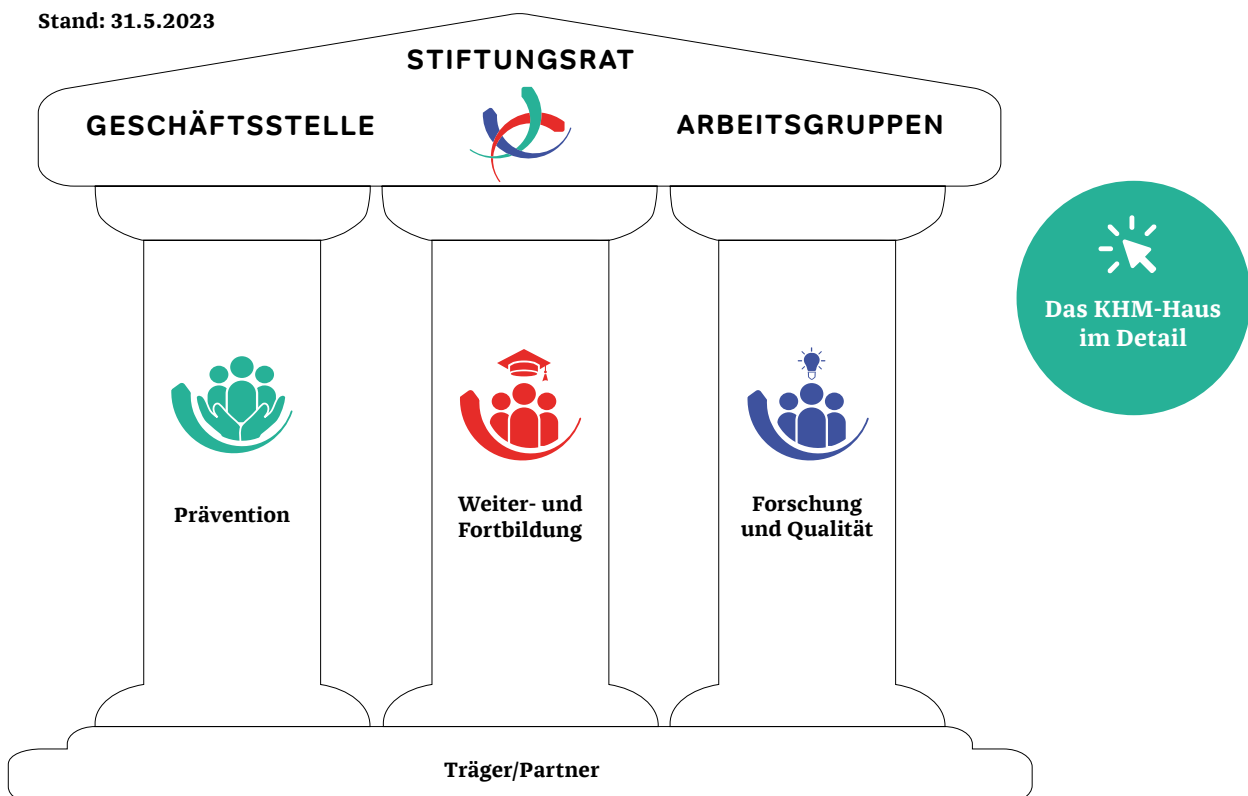 Stand: 31.5.2023
STIFTUNGSRAT
GESCHÄFTSSTELLE
ARBEITSGRUPPEN
Das KHM-Haus
im Detail
Prävention
Weiter- und
Fortbildung
Forschung
und Qualität
Träger/Partner